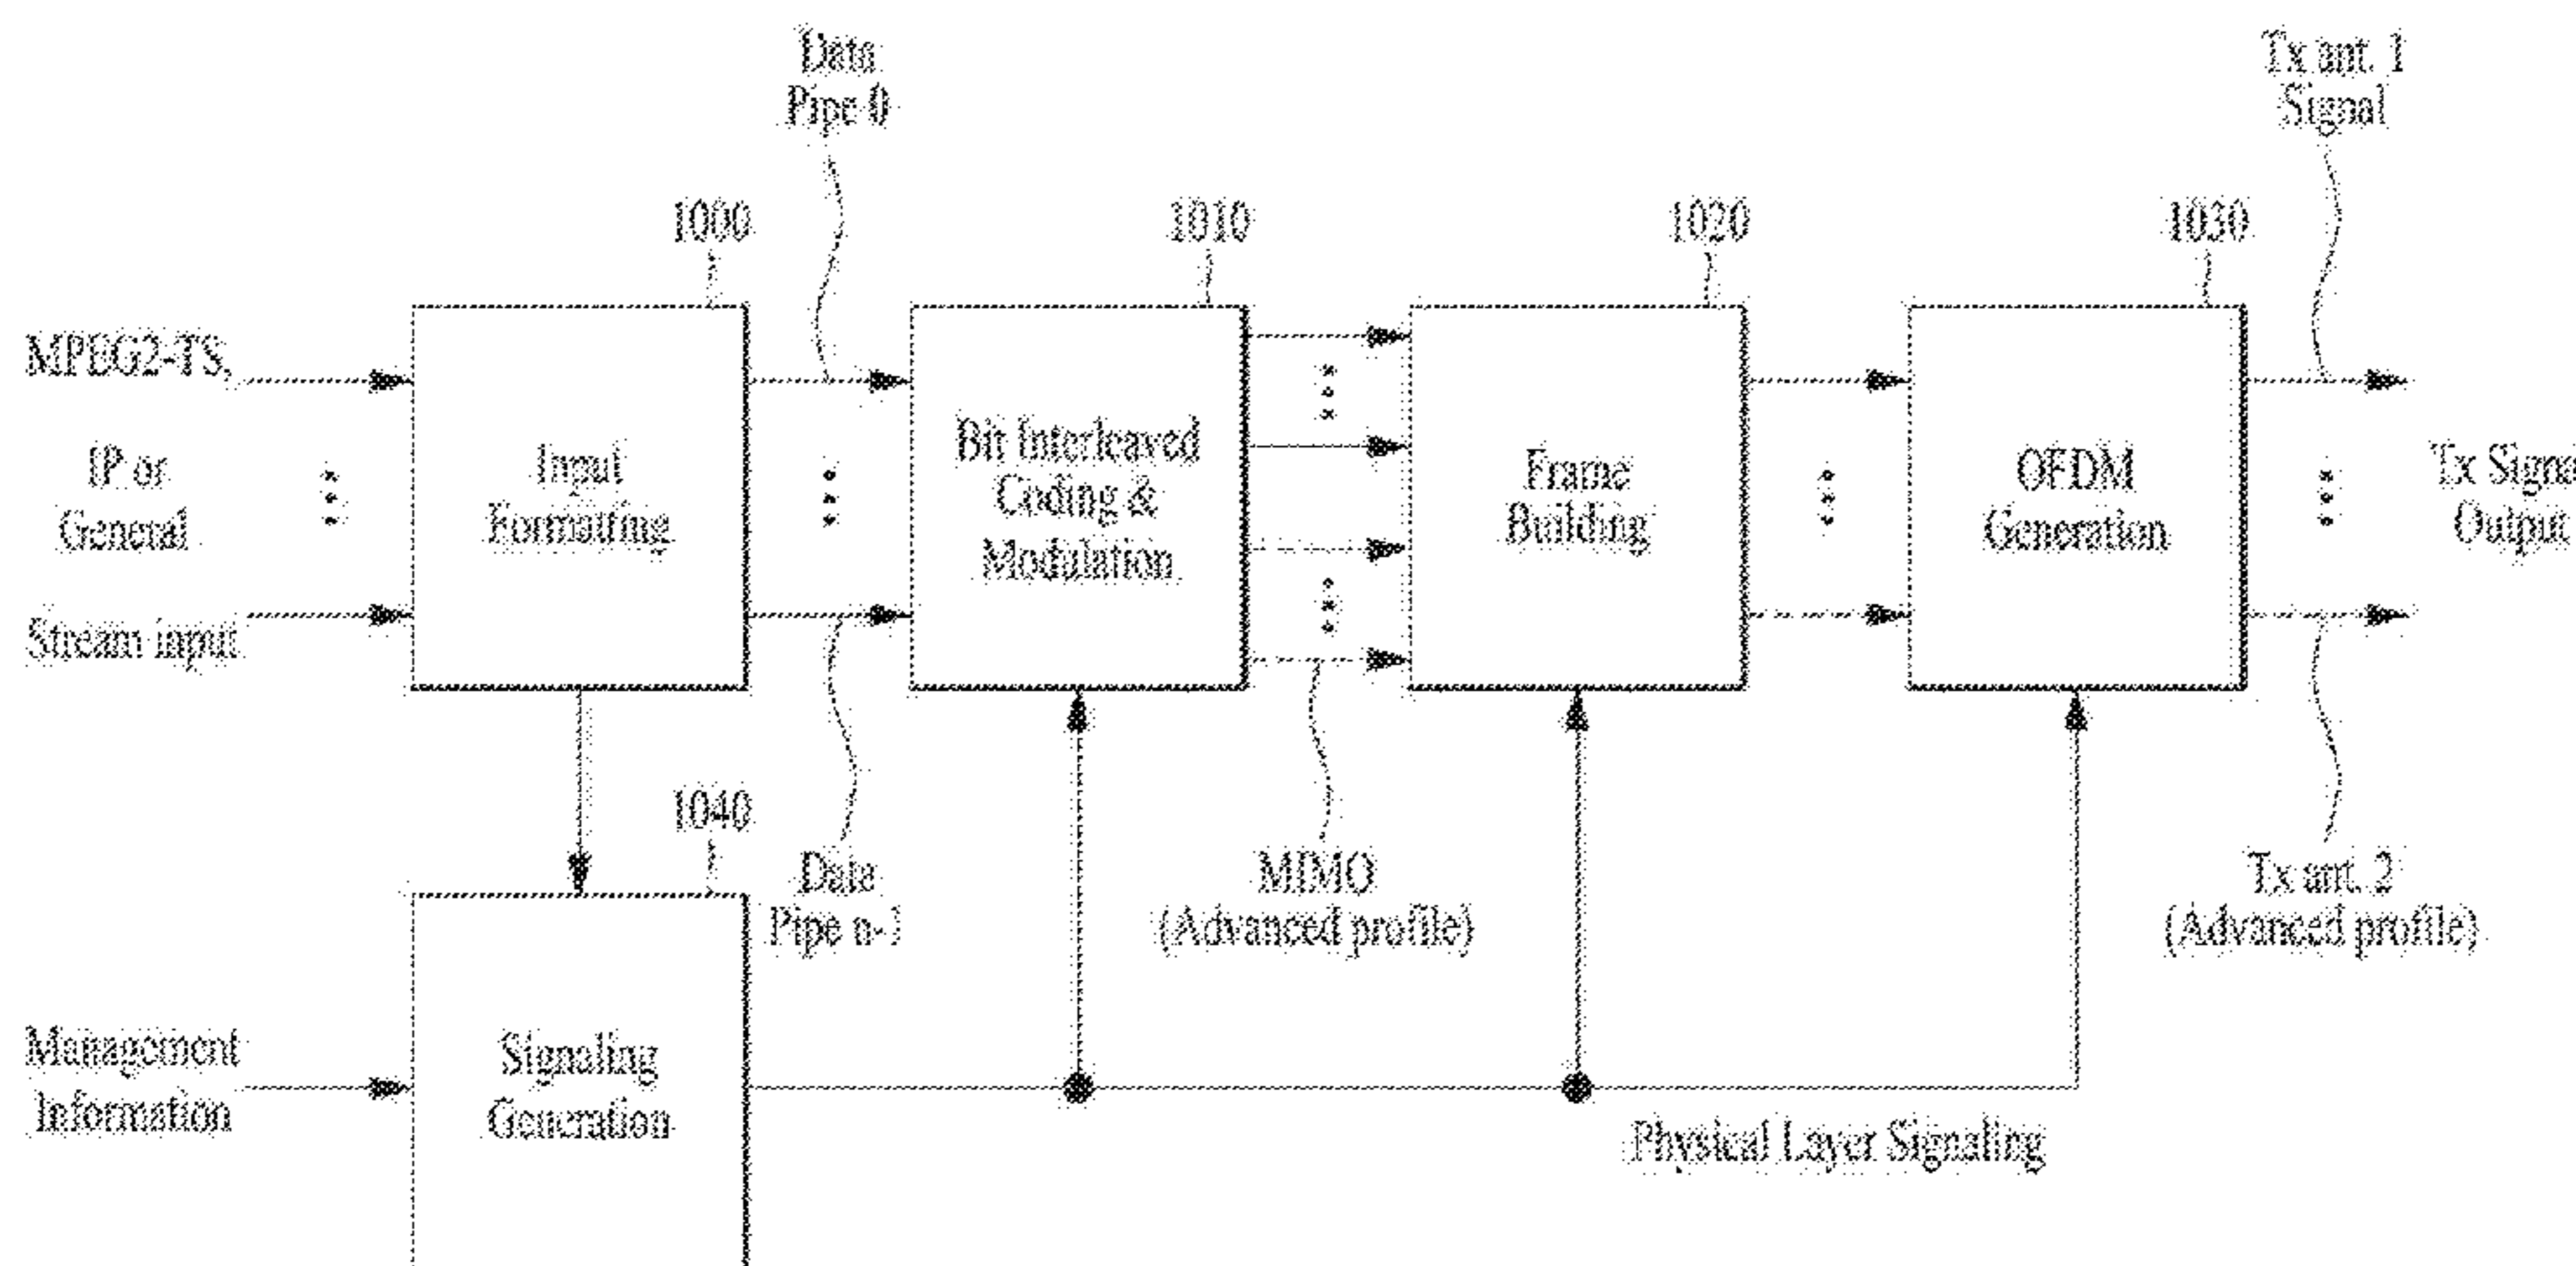 Data
Pipe 0
Tx ant. 1
Signal
1000
1010
1020
1030
MPEG2-TS,
IP or
General
Stream input
Input
Formatting
Bit Interleaved
Coding &
Modulation
Frame
Building
OFDM
Generation
Tx Signa
Output
1040
Data
Pipe n-1
MIMO
(Advanced profile)
Tx ant. 2
(Advanced profile)
Management
Information
Signaling
Generation
Physical Layer Signaling